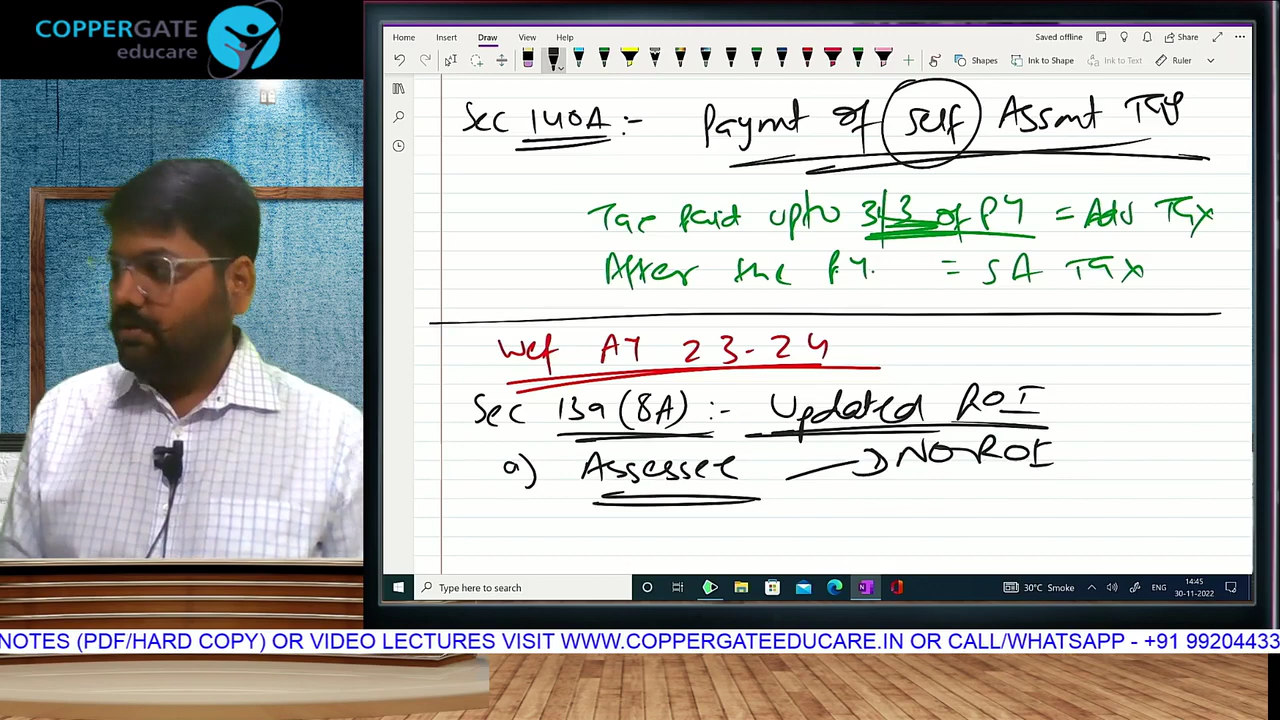 COPPERGATE
educare
Home Insert Draw View Help
Saved offline Share
Shapes Ink to Shape Ink to Text Ruler
Sec 140A :- Paymt of self Assmt Tax
Tax Paid upto 31/3 of P Y = Adv Tax
After the P.Y. = SA Tax
Wef AY 23-24
Sec 139(8A) :- Updated ROI
a) Assessee → NO ROI
Type here to search
30°C Smoke ENG 14:45
30-11-2022
NOTES (PDF/HARD COPY) OR VIDEO LECTURES VISIT WWW.COPPERGATEEDUCARE.IN OR CALL/WHATSAPP - +91 99204433